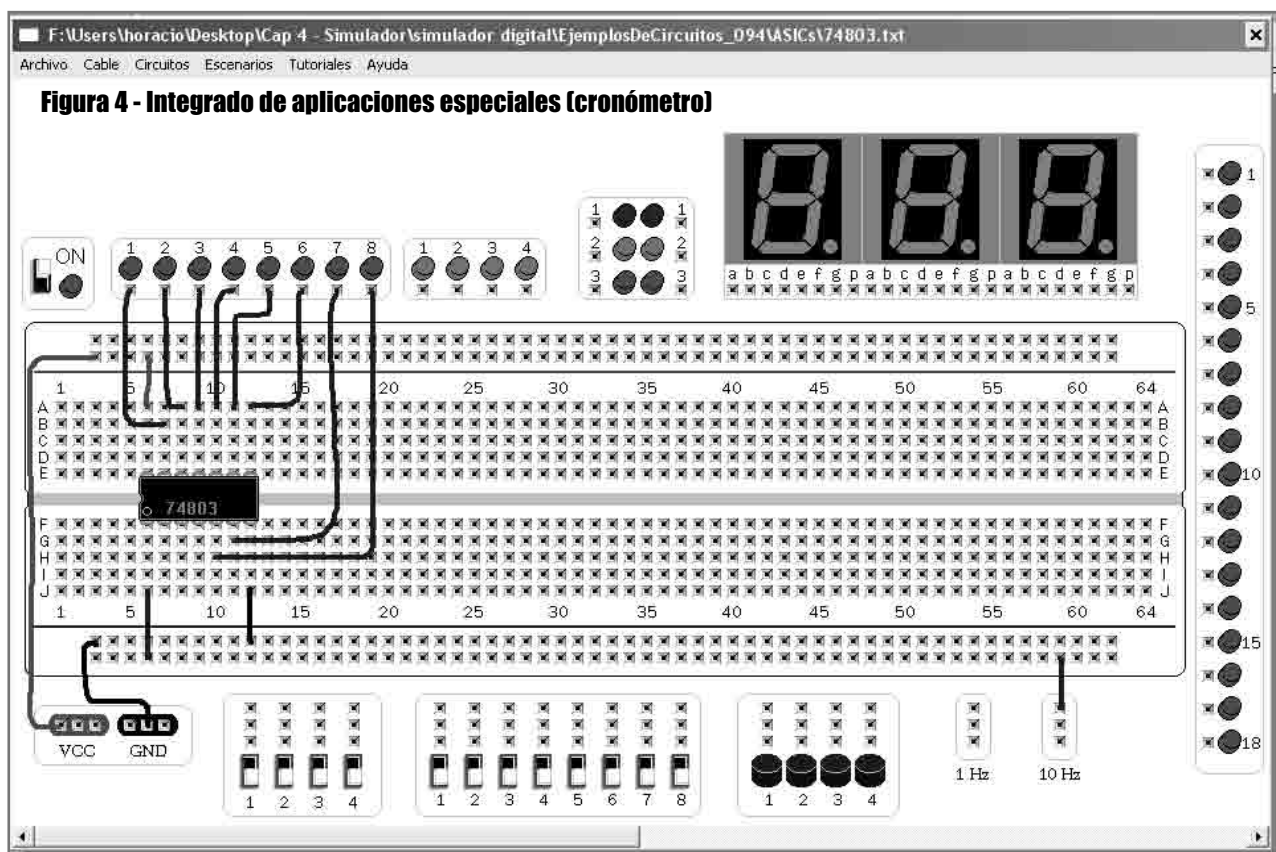 F:\Users\horacio\Desktop\Cap 4 - Simulador\simulador digital\EjemplosDeCircuitos_094\ASICs\74803.txt
Archivo Cable Circuitos Escenarios Tutoriales Ayuda
Figura 4 - Integrado de aplicaciones especiales (cronómetro)
ON
1 2 3 4 5 6 7 8
1 2 3 4
1 1
2 2
3 3
a b c d e f g p a b c d e f g p a b c d e f g p
1
5
10
15
18
1 5 10 15 20 25 30 35 40 45 50 55 60 64
A A
B B
C C
D D
E E
74803
F F
G G
H H
I I
J J
1 5 10 15 20 25 30 35 40 45 50 55 60 64
VCC GND
1 2 3 4
1 2 3 4 5 6 7 8
1 2 3 4
1 Hz
10 Hz